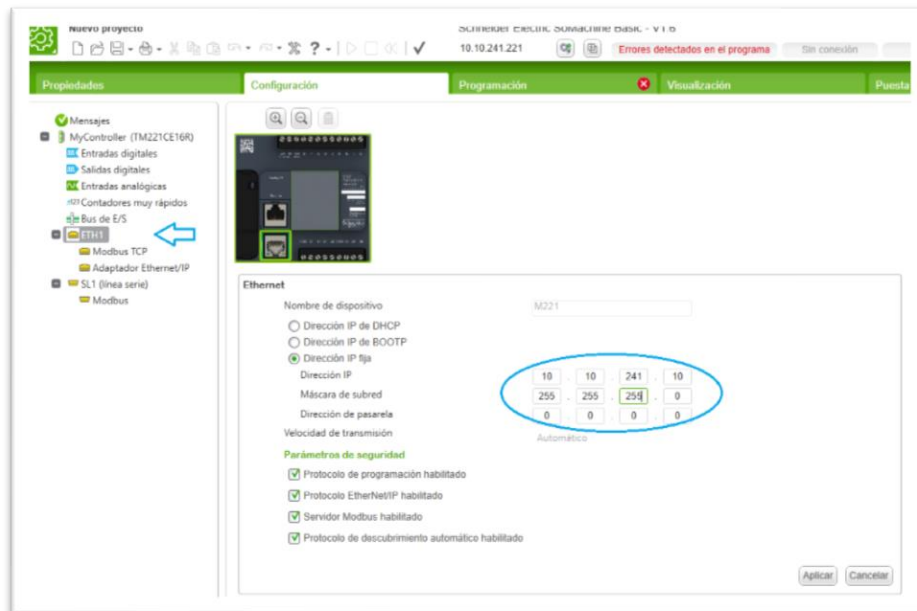 Nuevo proyecto
Schneider Electric SoMachine Basic - V1.6
10.10.241.221
Errores detectados en el programa
Sin conexión
Propiedades
Configuración
Programación
Visualización
Puesta
Mensajes
MyController (TM221CE16R)
Entradas digitales
Salidas digitales
Entradas analógicas
Contadores muy rápidos
Bus de E/S
ETH1
Modbus TCP
Adaptador Ethernet/IP
SL1 (línea serie)
Modbus
Ethernet
Nombre de dispositivo M221
Dirección IP de DHCP
Dirección IP de BOOTP
Dirección IP fija
Dirección IP 10 . 10 . 241 . 10
Máscara de subred 255 . 255 . 255 . 0
Dirección de pasarela 0 . 0 . 0 . 0
Velocidad de transmisión Automático
Parámetros de seguridad
Protocolo de programación habilitado
Protocolo EtherNet/IP habilitado
Servidor Modbus habilitado
Protocolo de descubrimiento automático habilitado
Aplicar Cancelar